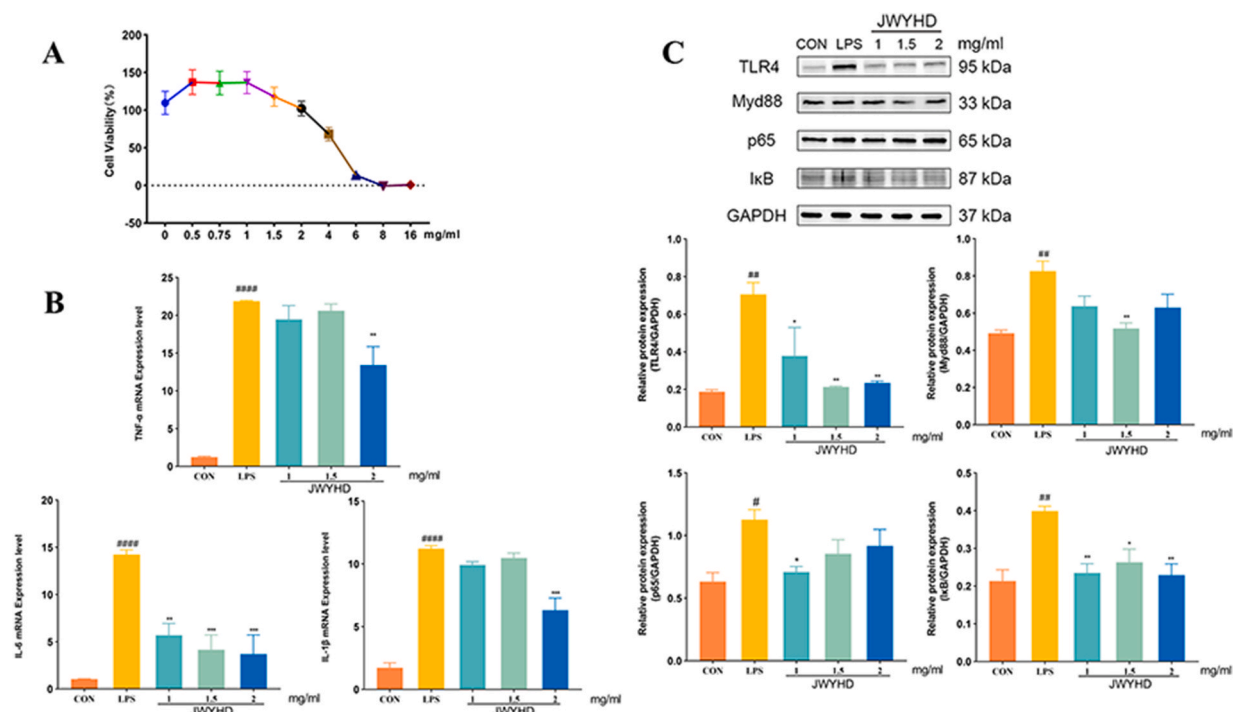 A
Cell Viability (%)
200
150
100
50
0
-50
0 0.5 0.75 1 1.5 2 4 6 8 16 mg/ml
B
TNF-α mRNA Expression level
25
20
15
10
5
0
####
**
CON LPS 1 1.5 2 mg/ml
JWYHD
IL-6 mRNA Expression level
20
15
10
5
0
####
** *** ***
CON LPS 1 1.5 2 mg/ml
JWYHD
IL-1β mRNA Expression level
15
10
5
0
####
***
CON LPS 1 1.5 2 mg/ml
JWYHD
C
JWYHD
CON LPS 1 1.5 2 mg/ml
TLR4 95 kDa
Myd88 33 kDa
p65 65 kDa
IκB 87 kDa
GAPDH 37 kDa
Relative protein expression
(TLR4/GAPDH)
1.0
0.8
0.6
0.4
0.2
0.0
##
* ** **
CON LPS 1 1.5 2 mg/ml
JWYHD
Relative protein expression
(Myd88/GAPDH)
1.0
0.8
0.6
0.4
0.2
0.0
##
**
CON LPS 1 1.5 2 mg/ml
JWYHD
Relative protein expression
(p65/GAPDH)
1.5
1.0
0.5
0.0
#
*
CON LPS 1 1.5 2 mg/ml
JWYHD
Relative protein expression
(IκB/GAPDH)
0.4
0.3
0.2
0.1
0.0
##
** * **
CON LPS 1 1.5 2 mg/ml
JWYHD